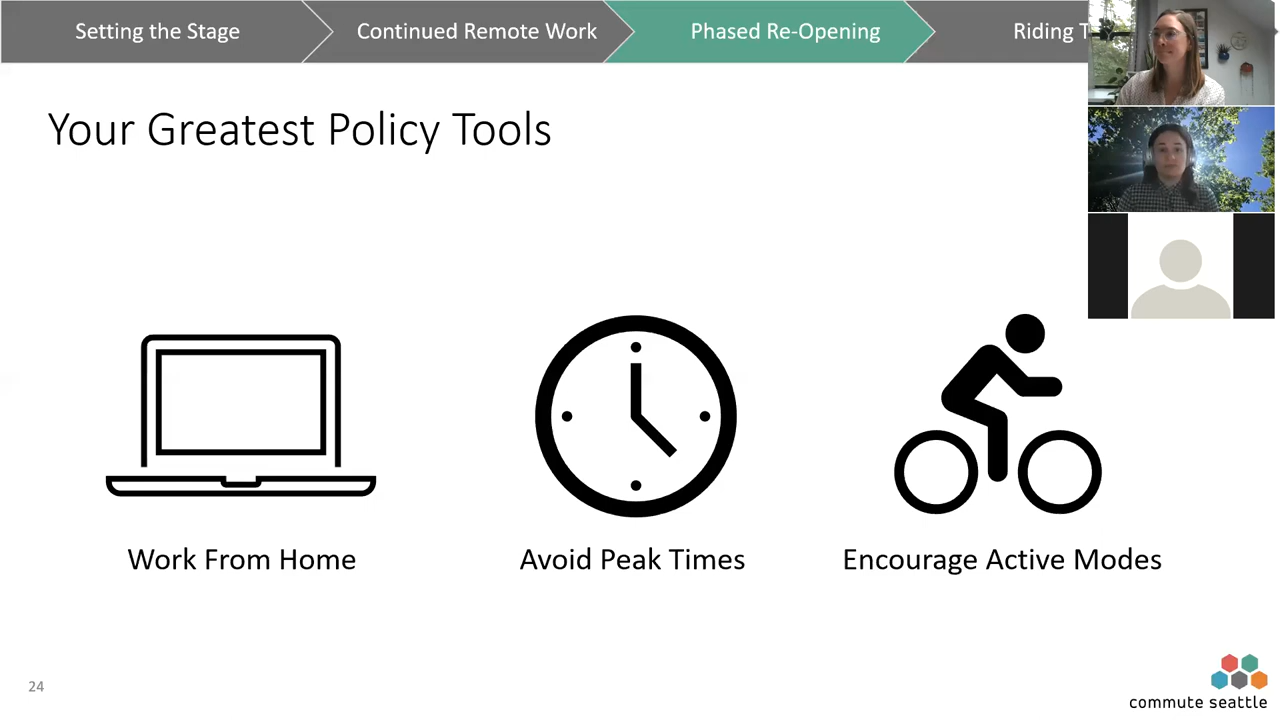 Setting the Stage
Continued Remote Work
Phased Re-Opening
Riding
Your Greatest Policy Tools
Work From Home
Avoid Peak Times
Encourage Active Modes
24
commute seattle